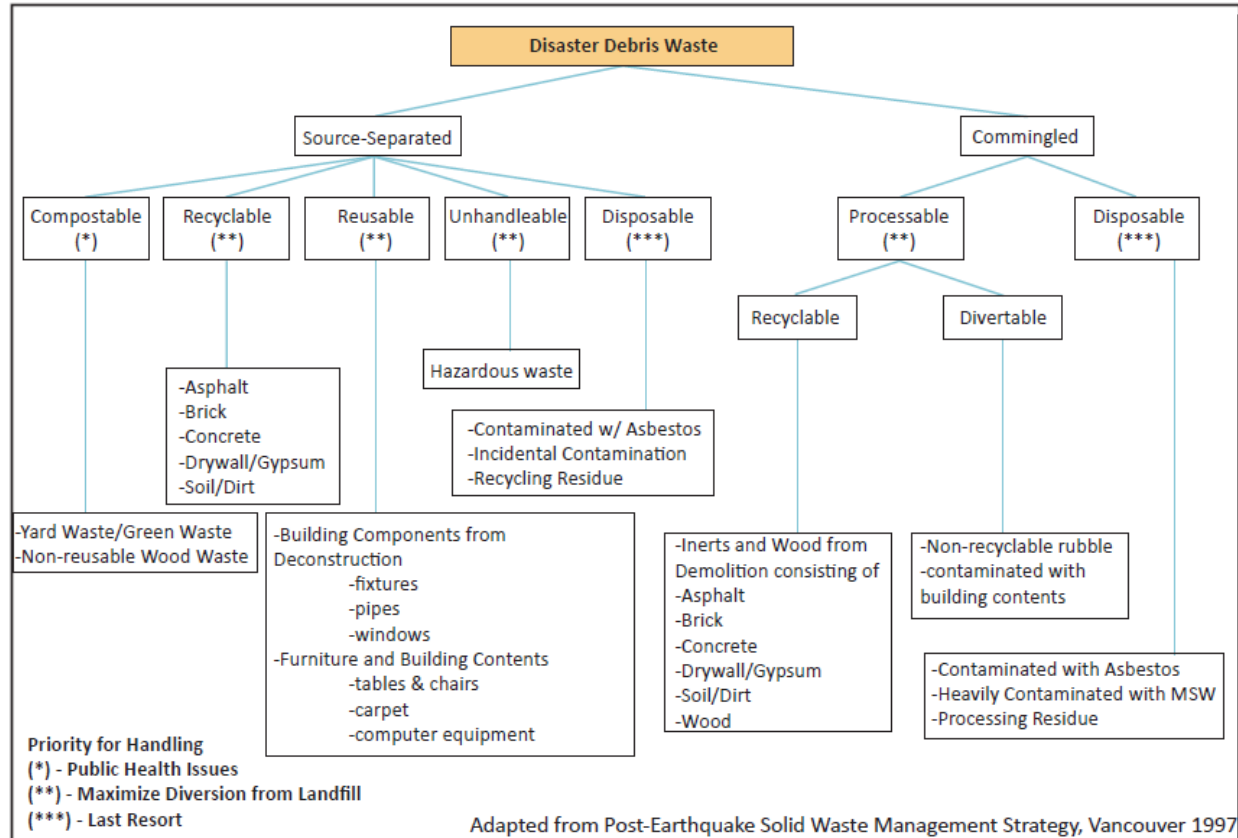 Disaster Debris Waste
Source-Separated
Commingled
Compostable
(*)
Recyclable
(**)
Reusable
(**)
Unhandleable
(**)
Disposable
(***)
Processable
(**)
Disposable
(***)
Recyclable
Divertable
Hazardous waste
-Asphalt
-Brick
-Concrete
-Drywall/Gypsum
-Soil/Dirt
-Contaminated w/ Asbestos
-Incidental Contamination
-Recycling Residue
-Yard Waste/Green Waste
-Non-reusable Wood Waste
-Building Components from
Deconstruction
-fixtures
-pipes
-windows
-Furniture and Building Contents
-tables & chairs
-carpet
-computer equipment
-Inerts and Wood from
Demolition consisting of
-Asphalt
-Brick
-Concrete
-Drywall/Gypsum
-Soil/Dirt
-Wood
-Non-recyclable rubble
-contaminated with
building contents
-Contaminated with Asbestos
-Heavily Contaminated with MSW
-Processing Residue
Priority for Handling
(*) - Public Health Issues
(**) - Maximize Diversion from Landfill
(***) - Last Resort
Adapted from Post-Earthquake Solid Waste Management Strategy, Vancouver 1997